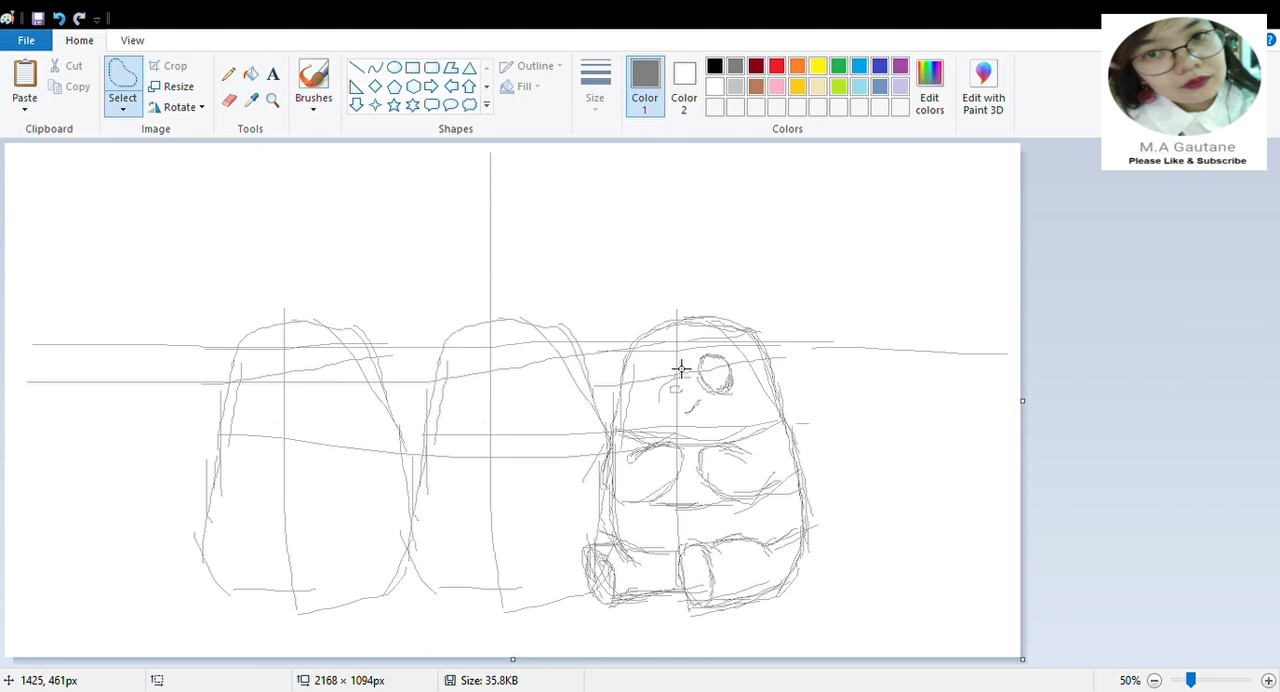 File
Home
View
Paste
Cut
Copy
Clipboard
Select
Crop
Resize
Rotate
Image
A
Tools
Brushes
Outline
Fill
Shapes
Size
Color
1
Color
2
Edit
colors
Edit with
Paint 3D
Colors
?
M.A Gautane
Please Like & Subscribe
1425, 461px
2168 × 1094px
Size: 35.8KB
50%